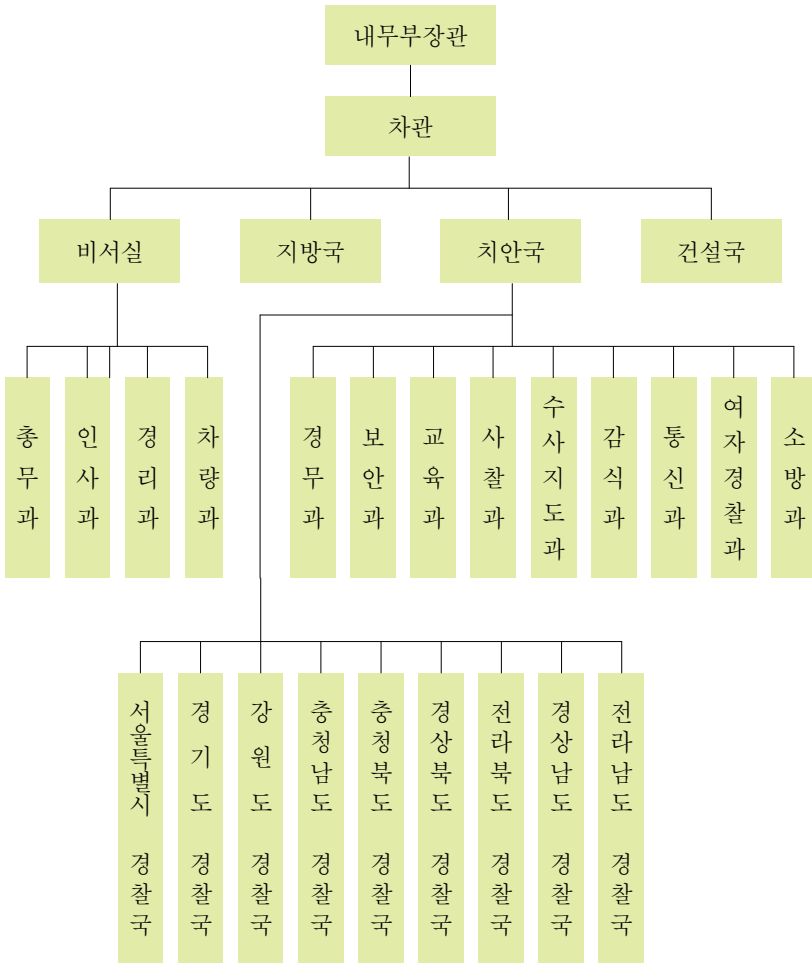 내무부장관
차관
비서실
지방국
치안국
건설국
총무과
인사과
경리과
차량과
경무과
보안과
교육과
사찰과
수사지도과
감식과
통신과
여자경찰과
소방과
서울특별시 경찰국
경기도 경찰국
강원도 경찰국
충청남도 경찰국
충청북도 경찰국
경상북도 경찰국
전라북도 경찰국
경상남도 경찰국
전라남도 경찰국